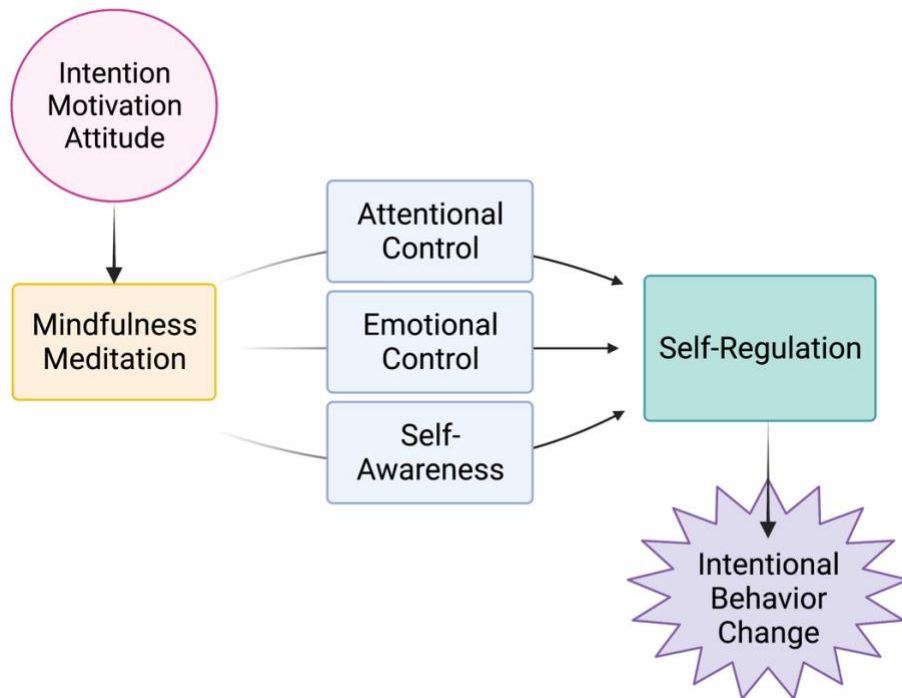 Intention
Motivation
Attitude
Mindfulness
Meditation
Attentional
Control
Emotional
Control
Self-
Awareness
Self-Regulation
Intentional
Behavior
Change